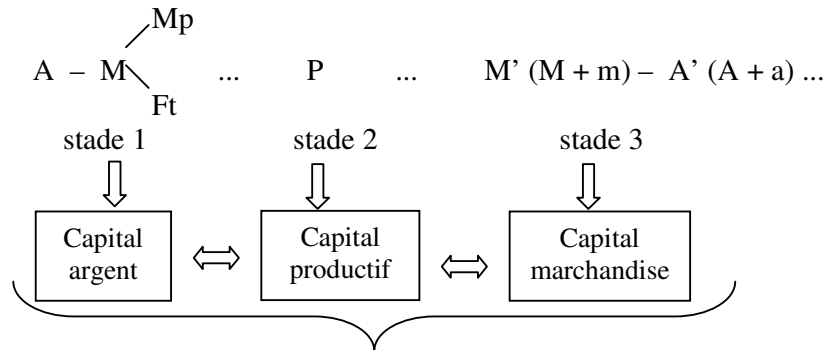 Mp
A – M ... P ... M' (M + m) – A' (A + a) ...
Ft
stade 1 stade 2 stade 3
Capital Capital Capital
argent productif marchandise